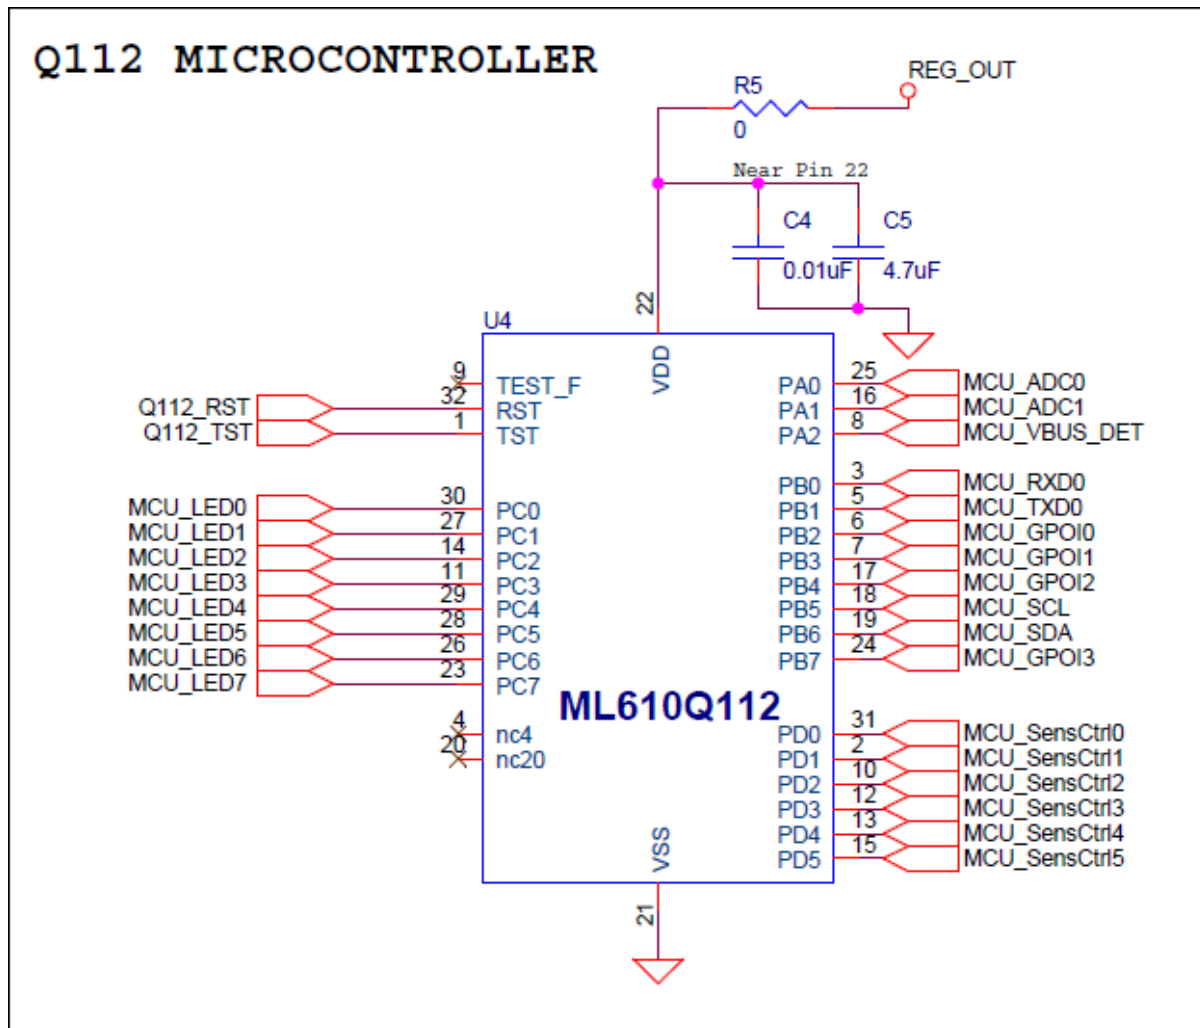 Q112 MICROCONTROLLER
REG_OUT
R5
0
Near Pin 22
C4
C5
0.01uF
4.7uF
22
U4
VDD
9 TEST_F
Q112_RST 32 RST
Q112_TST 1 TST
MCU_LED0 30 PC0
MCU_LED1 27 PC1
MCU_LED2 14 PC2
MCU_LED3 11 PC3
MCU_LED4 29 PC4
MCU_LED5 28 PC5
MCU_LED6 26 PC6
MCU_LED7 23 PC7
4 nc4
20 nc20
PA0 25 MCU_ADC0
PA1 16 MCU_ADC1
PA2 8 MCU_VBUS_DET
PB0 3 MCU_RXD0
PB1 5 MCU_TXD0
PB2 6 MCU_GPOI0
PB3 7 MCU_GPOI1
PB4 17 MCU_GPOI2
PB5 18 MCU_SCL
PB6 19 MCU_SDA
PB7 24 MCU_GPOI3
ML610Q112
PD0 31 MCU_SensCtrl0
PD1 2 MCU_SensCtrl1
PD2 10 MCU_SensCtrl2
PD3 12 MCU_SensCtrl3
PD4 13 MCU_SensCtrl4
PD5 15 MCU_SensCtrl5
VSS
21